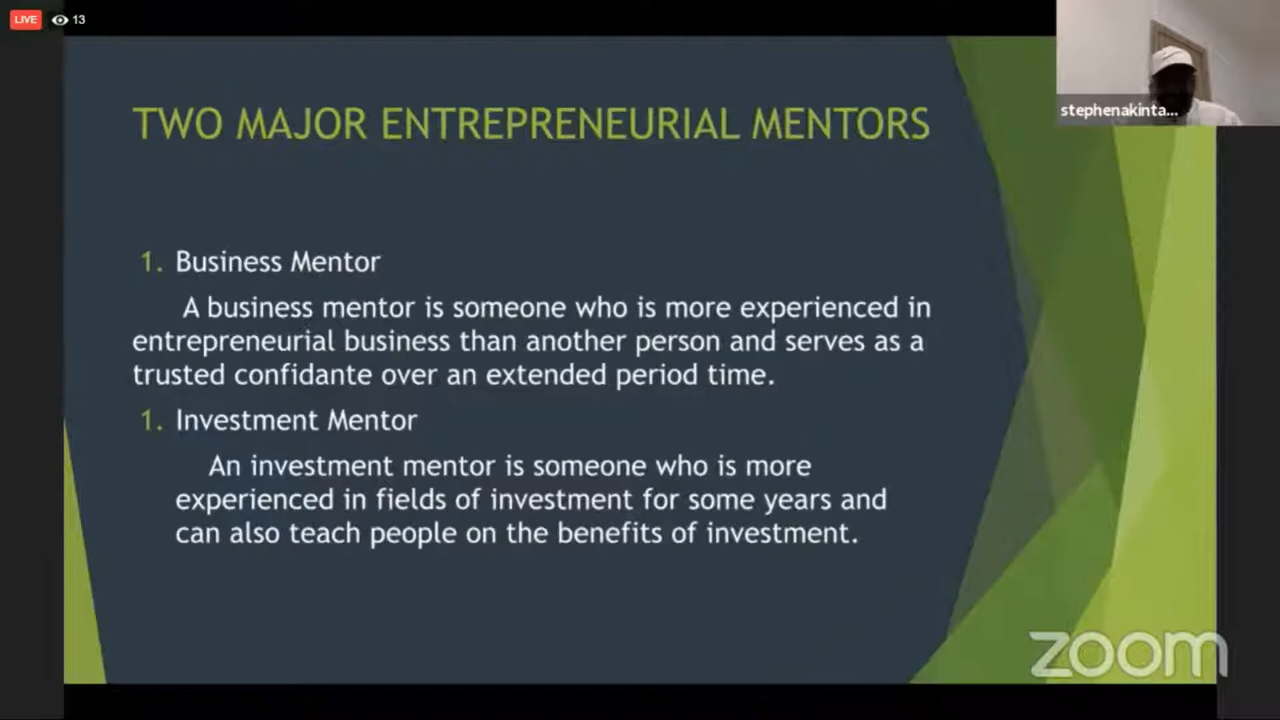 LIVE 13
stephenakinta...
TWO MAJOR ENTREPRENEURIAL MENTORS
1. Business Mentor
A business mentor is someone who is more experienced in
entrepreneurial business than another person and serves as a
trusted confidante over an extended period time.
1. Investment Mentor
An investment mentor is someone who is more
experienced in fields of investment for some years and
can also teach people on the benefits of investment.
zoom